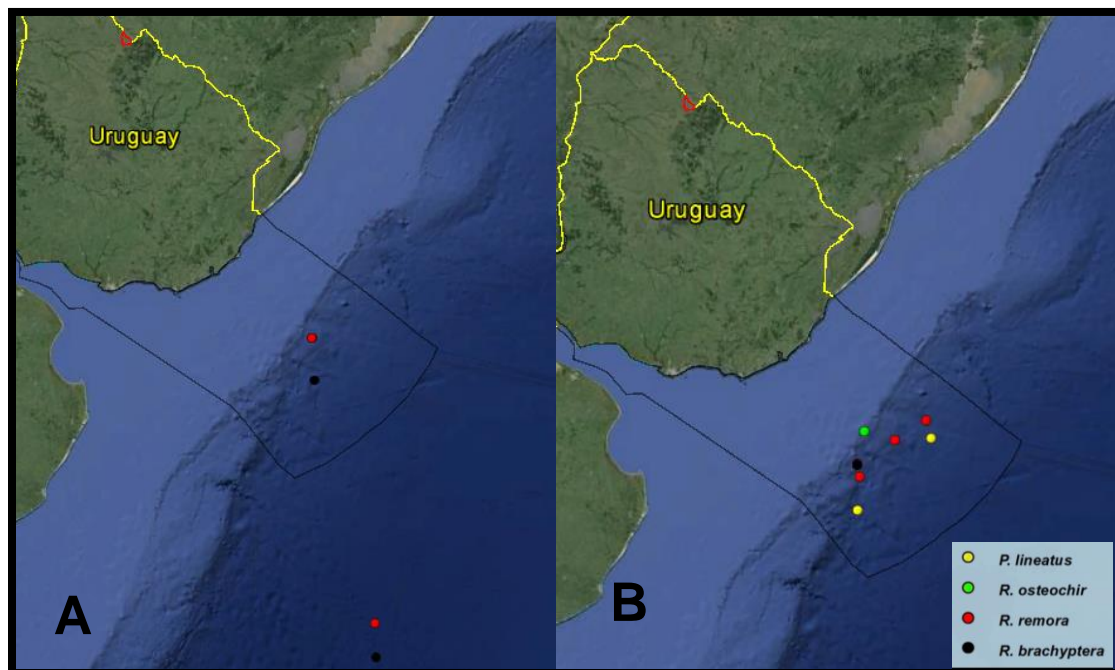 Uruguay
A
Uruguay
B
P. lineatus
R. osteochir
R. remora
R. brachyptera